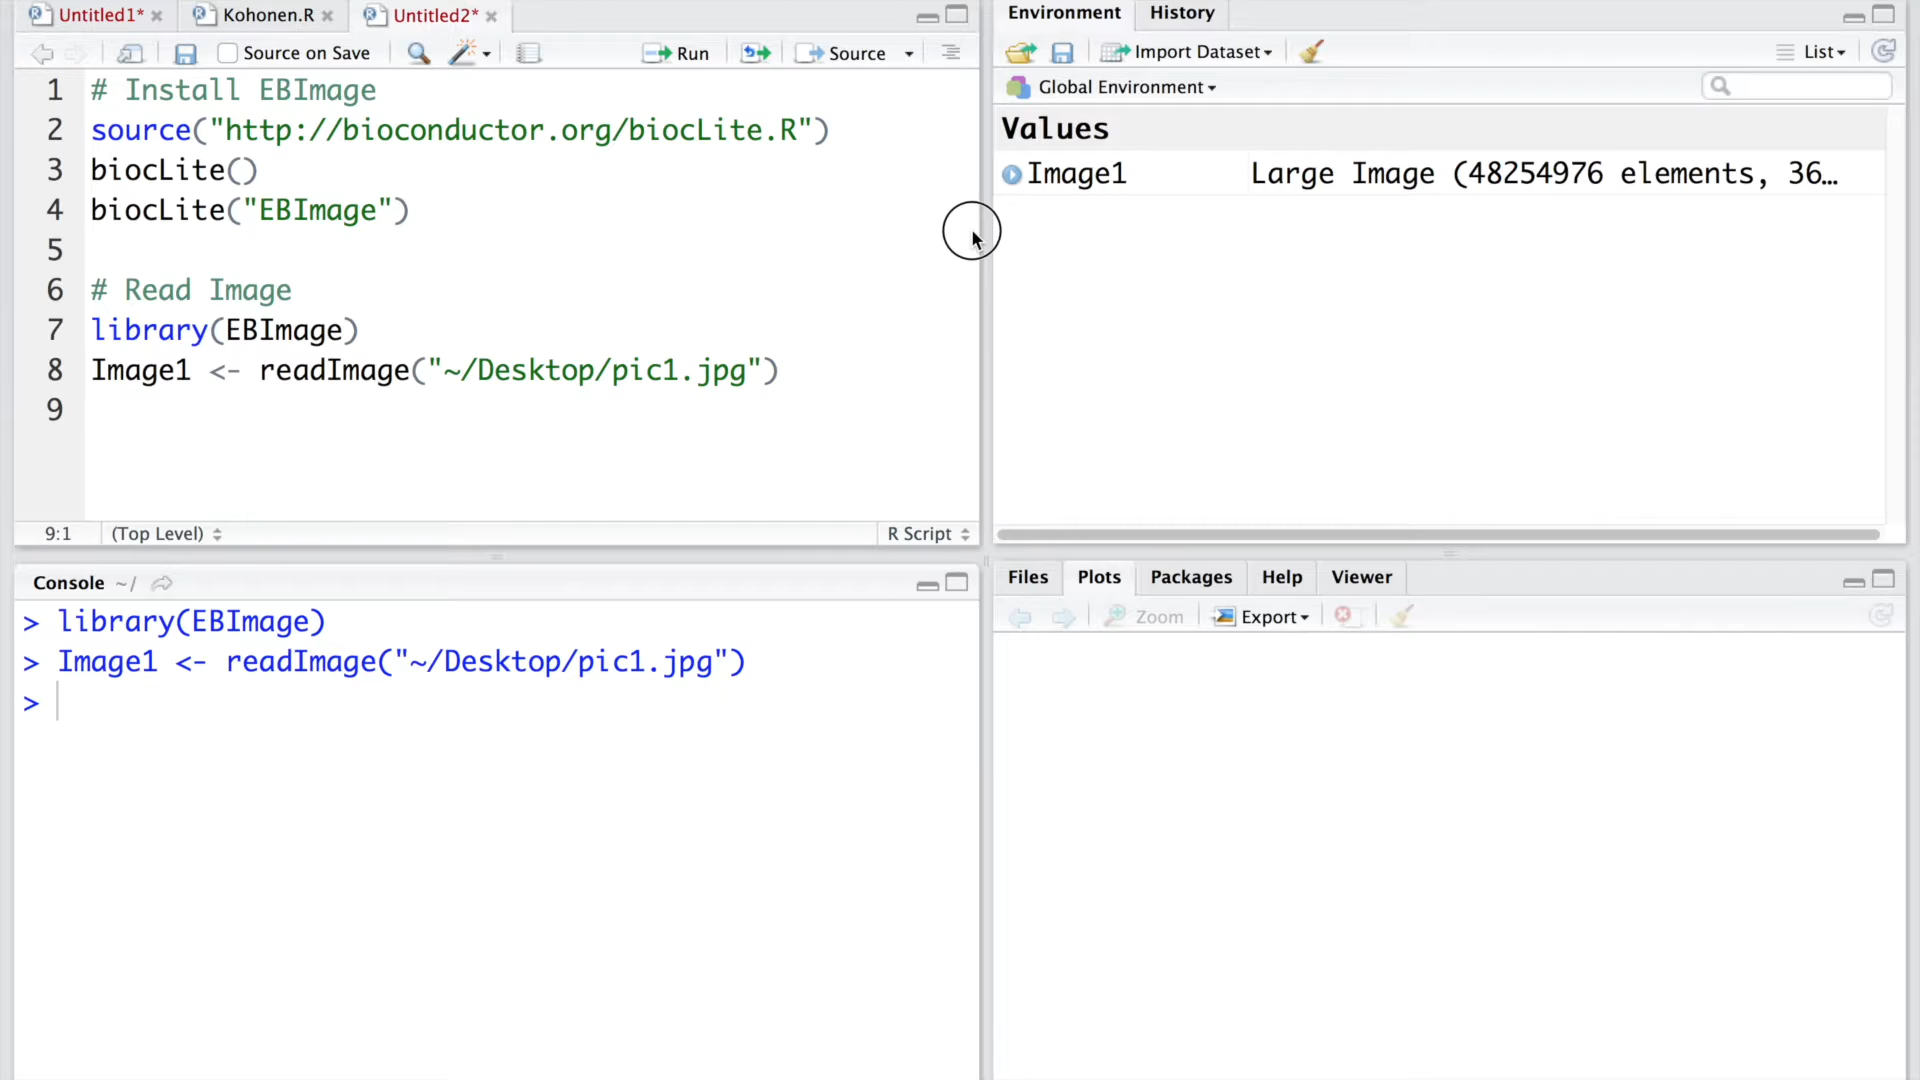 Untitled1* Kohonen.R Untitled2*
Source on Save Run Source
1 # Install EBImage
2 source("http://bioconductor.org/biocLite.R")
3 biocLite()
4 biocLite("EBImage")
5
6 # Read Image
7 library(EBImage)
8 Image1 <- readImage("~/Desktop/pic1.jpg")
9
9:1 (Top Level) R Script
Console ~/
> library(EBImage)
> Image1 <- readImage("~/Desktop/pic1.jpg")
>
Environment History
Import Dataset List
Global Environment
Values
Image1 Large Image (48254976 elements, 36…
Files Plots Packages Help Viewer
Zoom Export